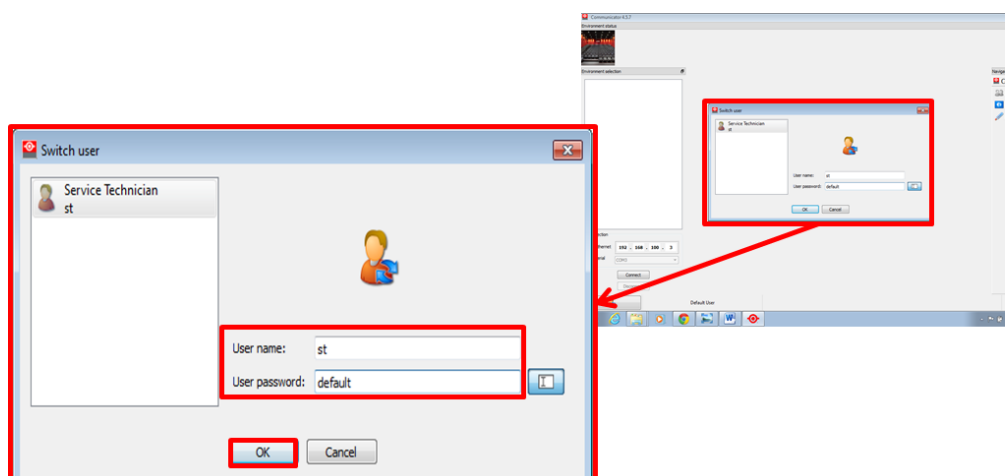 Switch user
Service Technician
st
User name: st
User password: default
OK Cancel
Communicator 4.5.7
Environment status
Environment selection
Switch user
Service Technician
st
User name: st
User password: default
OK Cancel
192 . 168 . 100 . 3
COM3
Connect
Default User